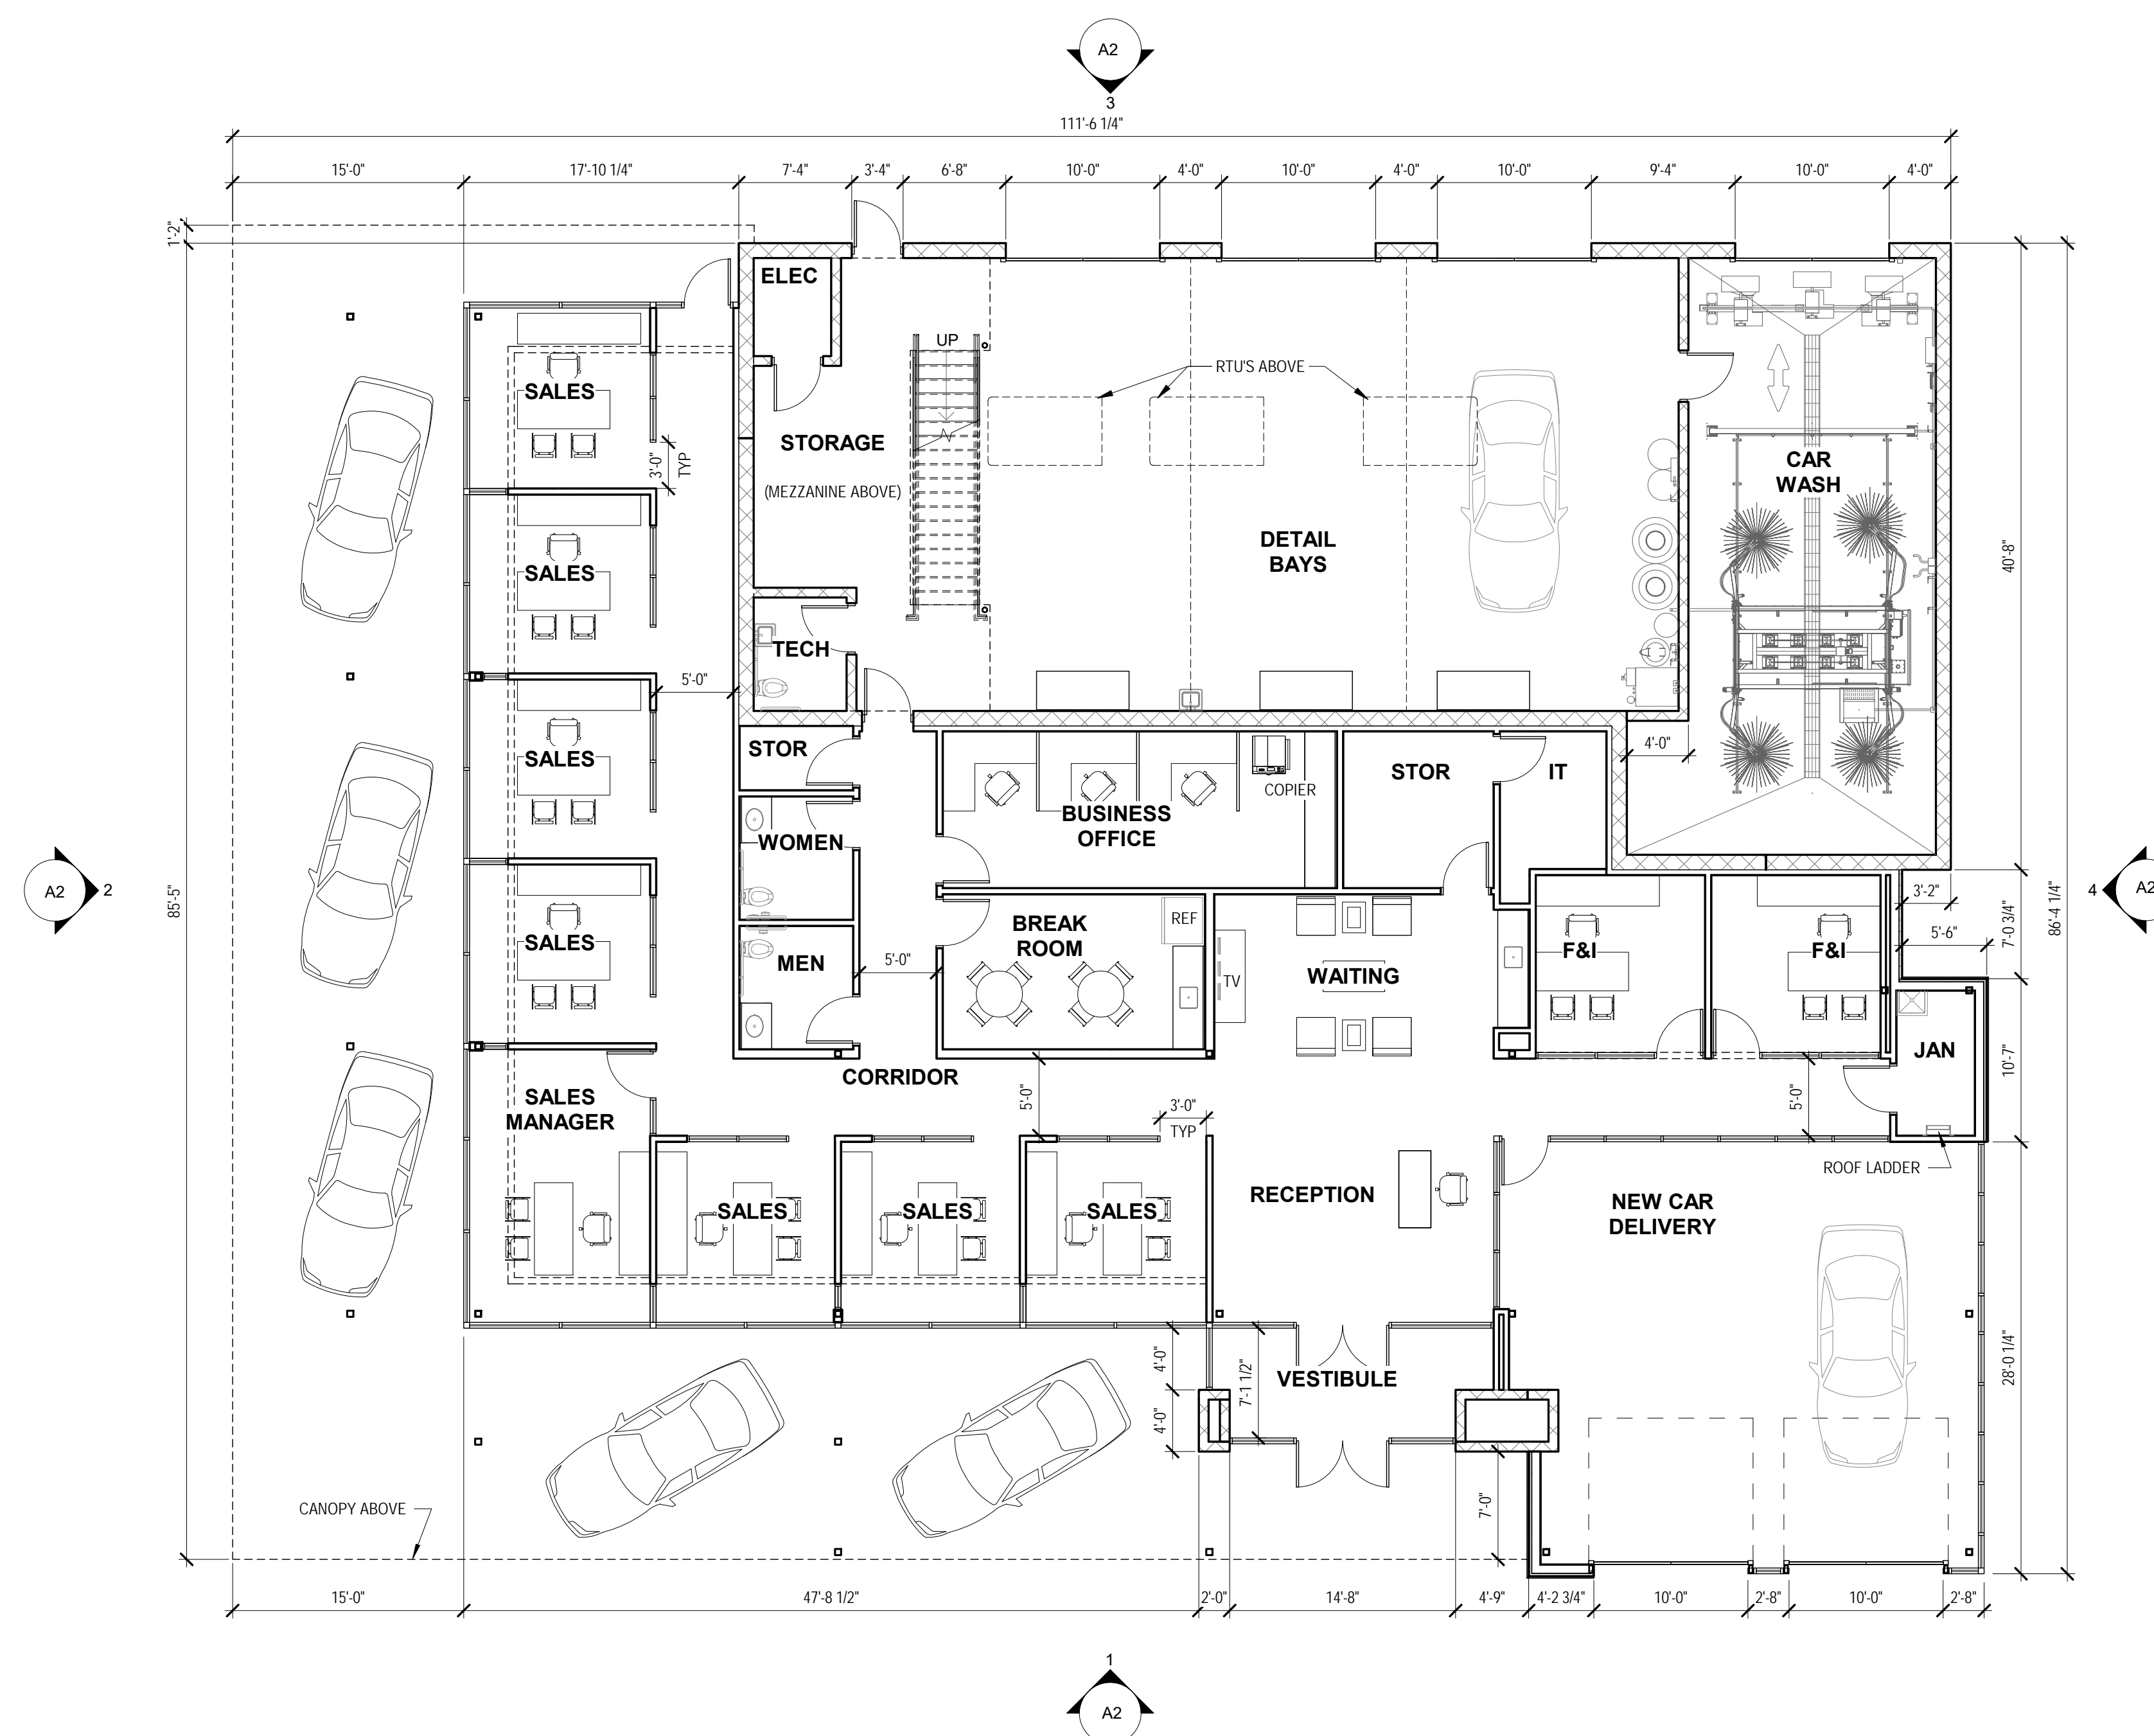 A2
3
111'-6 1/4"
15'-0"
17'-10 1/4"
7'-4"
3'-4"
6'-8"
10'-0"
4'-0"
10'-0"
4'-0"
10'-0"
9'-4"
10'-0"
4'-0"
1'-2"
ELEC
UP
RTU'S ABOVE
SALES
STORAGE
3'-0"
TYP
(MEZZANINE ABOVE)
CAR
WASH
DETAIL
BAYS
40'-8"
SALES
TECH
5'-0"
STOR
4'-0"
SALES
STOR
IT
COPIER
BUSINESS
OFFICE
WOMEN
A2
2
85'-5"
4
A2
86'-4 1/4"
3'-2"
7'-0 3/4"
5'-6"
SALES
BREAK
ROOM
REF
MEN
5'-0"
TV
WAITING
F&I
F&I
JAN
10'-7"
CORRIDOR
SALES
MANAGER
5'-0"
3'-0"
TYP
5'-0"
ROOF LADDER
SALES
SALES
SALES
RECEPTION
NEW CAR
DELIVERY
4'-0"
7'-1 1/2"
VESTIBULE
28'-0 1/4"
4'-0"
7'-0"
CANOPY ABOVE
15'-0"
47'-8 1/2"
2'-0"
14'-8"
4'-9"
4'-2 3/4"
10'-0"
2'-8"
10'-0"
2'-8"
1
A2